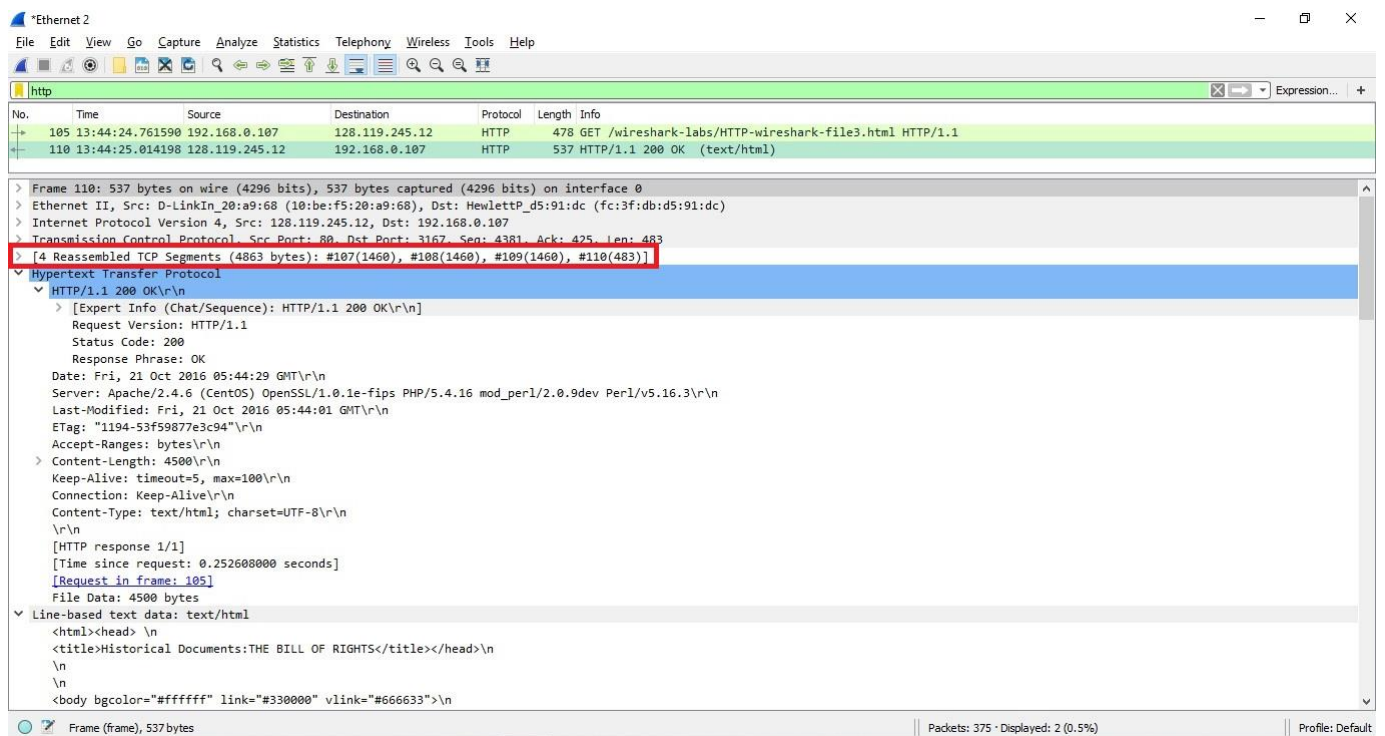 *Ethernet 2
File Edit View Go Capture Analyze Statistics Telephony Wireless Tools Help
http Expression... +
No. Time Source Destination Protocol Length Info
105 13:44:24.761590 192.168.0.107 128.119.245.12 HTTP 478 GET /wireshark-labs/HTTP-wireshark-file3.html HTTP/1.1
110 13:44:25.014198 128.119.245.12 192.168.0.107 HTTP 537 HTTP/1.1 200 OK (text/html)
> Frame 110: 537 bytes on wire (4296 bits), 537 bytes captured (4296 bits) on interface 0
> Ethernet II, Src: D-LinkIn_20:a9:68 (10:be:f5:20:a9:68), Dst: HewlettP_d5:91:dc (fc:3f:db:d5:91:dc)
> Internet Protocol Version 4, Src: 128.119.245.12, Dst: 192.168.0.107
> Transmission Control Protocol, Src Port: 80, Dst Port: 3167, Seq: 4381, Ack: 425, Len: 483
> [4 Reassembled TCP Segments (4863 bytes): #107(1460), #108(1460), #109(1460), #110(483)]
Hypertext Transfer Protocol
HTTP/1.1 200 OK\r\n
> [Expert Info (Chat/Sequence): HTTP/1.1 200 OK\r\n]
Request Version: HTTP/1.1
Status Code: 200
Response Phrase: OK
Date: Fri, 21 Oct 2016 05:44:29 GMT\r\n
Server: Apache/2.4.6 (CentOS) OpenSSL/1.0.1e-fips PHP/5.4.16 mod_perl/2.0.9dev Perl/v5.16.3\r\n
Last-Modified: Fri, 21 Oct 2016 05:44:01 GMT\r\n
ETag: "1194-53f59877e3c94"\r\n
Accept-Ranges: bytes\r\n
> Content-Length: 4500\r\n
Keep-Alive: timeout=5, max=100\r\n
Connection: Keep-Alive\r\n
Content-Type: text/html; charset=UTF-8\r\n
\r\n
[HTTP response 1/1]
[Time since request: 0.252608000 seconds]
[Request in frame: 105]
File Data: 4500 bytes
Line-based text data: text/html
<html><head> \n
<title>Historical Documents:THE BILL OF RIGHTS</title></head>\n
\n
\n
<body bgcolor="#ffffff" link="#330000" vlink="#666633">\n
Frame (frame), 537 bytes Packets: 375 · Displayed: 2 (0.5%) Profile: Default